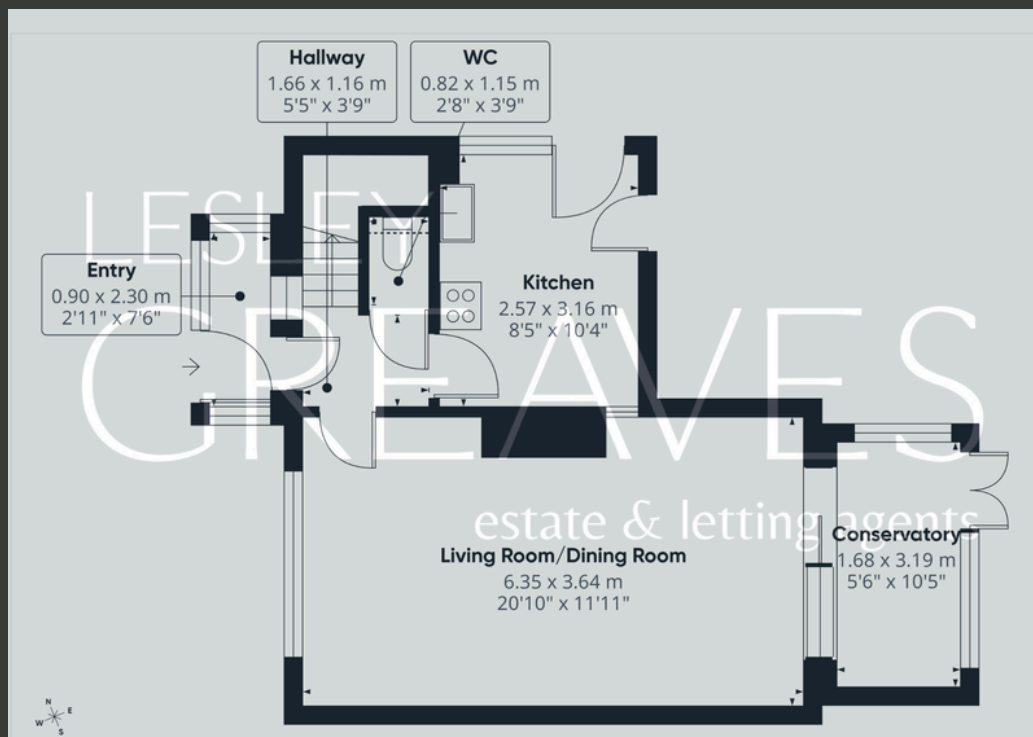 Hallway
1.66 x 1.16 m
5'5" x 3'9"
WC
0.82 x 1.15 m
2'8" x 3'9"
LESLEY
GREAVES
estate & letting agents
Entry
0.90 x 2.30 m
2'11" x 7'6"
Kitchen
2.57 x 3.16 m
8'5" x 10'4"
Living Room/Dining Room
6.35 x 3.64 m
20'10" x 11'11"
Conservatory
1.68 x 3.19 m
5'6" x 10'5"
N
E
W
S